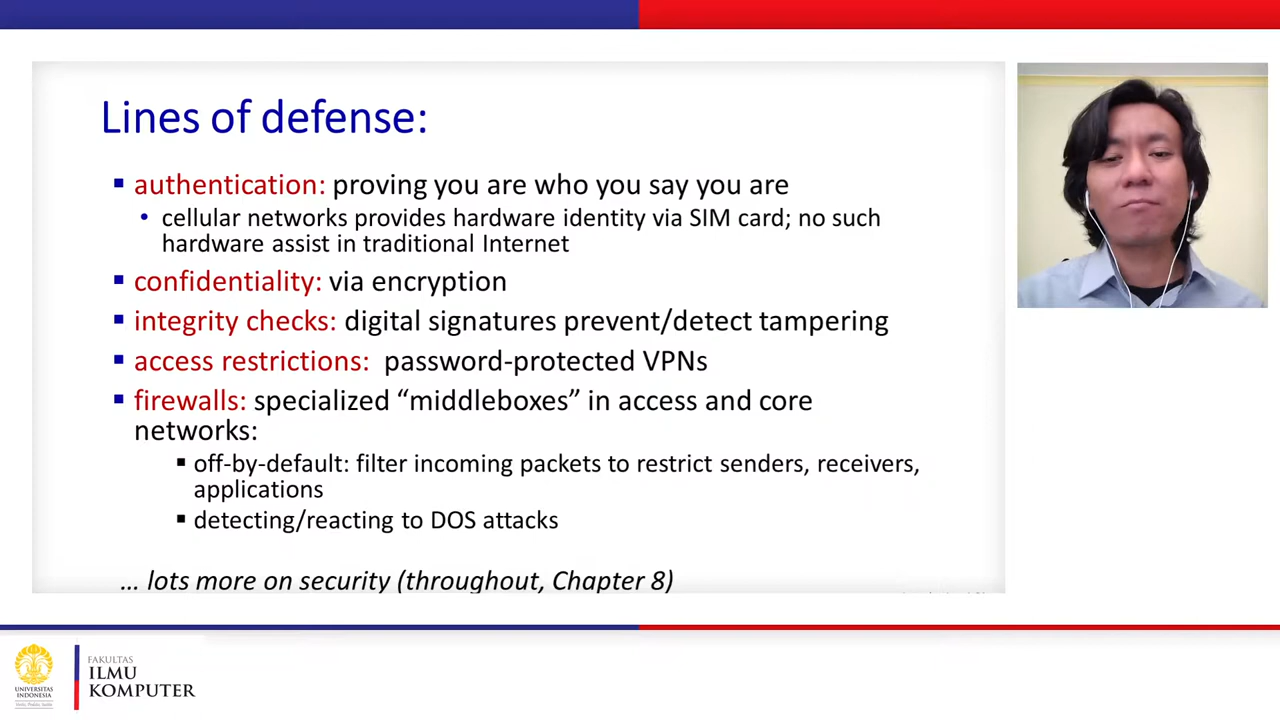 Lines of defense:
▪ authentication: proving you are who you say you are
• cellular networks provides hardware identity via SIM card; no such
hardware assist in traditional Internet
▪ confidentiality: via encryption
▪ integrity checks: digital signatures prevent/detect tampering
▪ access restrictions: password-protected VPNs
▪ firewalls: specialized “middleboxes” in access and core
networks:
▪ off-by-default: filter incoming packets to restrict senders, receivers,
applications
▪ detecting/reacting to DOS attacks
… lots more on security (throughout, Chapter 8)
UNIVERSITAS
INDONESIA
FAKULTAS
ILMU
KOMPUTER